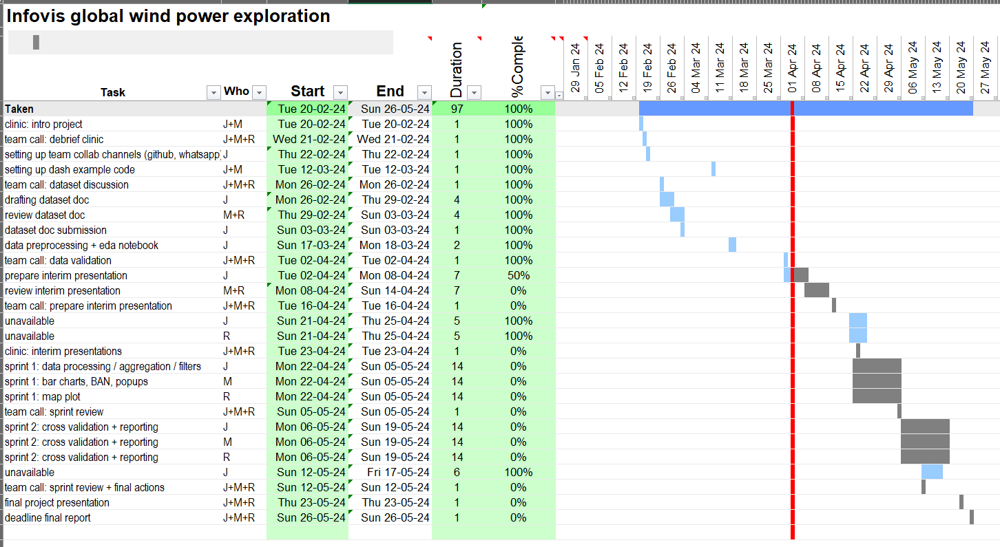 Infovis global wind power exploration
Task Who Start End Duration %Comple 29 Jan 24 05 Feb 24 12 Feb 24 19 Feb 24 26 Feb 24 04 Mar 24 11 Mar 24 18 Mar 24 25 Mar 24 01 Apr 24 08 Apr 24 15 Apr 24 22 Apr 24 29 Apr 24 06 May 24 13 May 24 20 May 24 27 May 24
Taken Tue 20-02-24 Sun 26-05-24 97 100%
clinic: intro project J+M Tue 20-02-24 Tue 20-02-24 1 100%
team call: debrief clinic J+M+R Wed 21-02-24 Wed 21-02-24 1 100%
setting up team collab channels (github, whatsapp) J Thu 22-02-24 Thu 22-02-24 1 100%
setting up dash example code J+M Tue 12-03-24 Tue 12-03-24 1 100%
team call: dataset discussion J+M+R Mon 26-02-24 Mon 26-02-24 1 100%
drafting dataset doc J Mon 26-02-24 Thu 29-02-24 4 100%
review dataset doc M+R Thu 29-02-24 Sun 03-03-24 4 100%
dataset doc submission J Sun 03-03-24 Sun 03-03-24 1 100%
data preprocessing + eda notebook J Sun 17-03-24 Mon 18-03-24 2 100%
team call: data validation J+M+R Tue 02-04-24 Tue 02-04-24 1 100%
prepare interim presentation J Tue 02-04-24 Mon 08-04-24 7 50%
review interim presentation M+R Mon 08-04-24 Sun 14-04-24 7 0%
team call: prepare interim presentation J+M+R Tue 16-04-24 Tue 16-04-24 1 0%
unavailable J Sun 21-04-24 Thu 25-04-24 5 100%
unavailable R Sun 21-04-24 Thu 25-04-24 5 100%
clinic: interim presentations J+M+R Tue 23-04-24 Tue 23-04-24 1 0%
sprint 1: data processing / aggregation / filters J Mon 22-04-24 Sun 05-05-24 14 0%
sprint 1: bar charts, BAN, popups M Mon 22-04-24 Sun 05-05-24 14 0%
sprint 1: map plot R Mon 22-04-24 Sun 05-05-24 14 0%
team call: sprint review J+M+R Sun 05-05-24 Sun 05-05-24 1 0%
sprint 2: cross validation + reporting J Mon 06-05-24 Sun 19-05-24 14 0%
sprint 2: cross validation + reporting M Mon 06-05-24 Sun 19-05-24 14 0%
sprint 2: cross validation + reporting R Mon 06-05-24 Sun 19-05-24 14 0%
unavailable J Sun 12-05-24 Fri 17-05-24 6 100%
team call: sprint review + final actions J+M+R Sun 12-05-24 Sun 12-05-24 1 0%
final project presentation J+M+R Thu 23-05-24 Thu 23-05-24 1 0%
deadline final report J+M+R Sun 26-05-24 Sun 26-05-24 1 0%